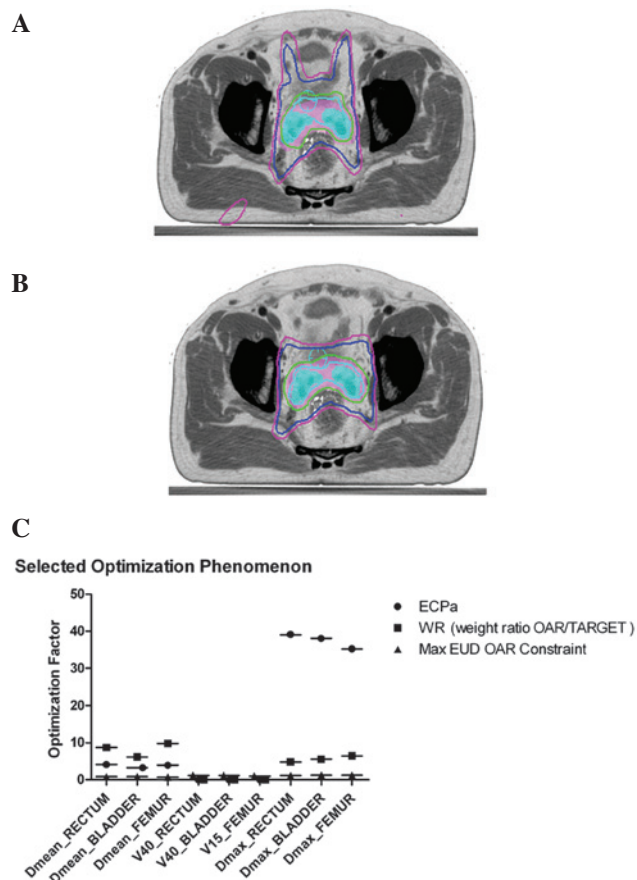 A
B
C
Selected Optimization Phenomenon
50
40
30
20
10
0
Optimization Factor
ECPa
WR (weight ratio OAR/TARGET )
Max EUD OAR Constraint
Dmean_RECTUM
Dmean_BLADDER
Dmean_FEMUR
V40_RECTUM
V40_BLADDER
V15_FEMUR
Dmax_RECTUM
Dmax_BLADDER
Dmax_FEMUR